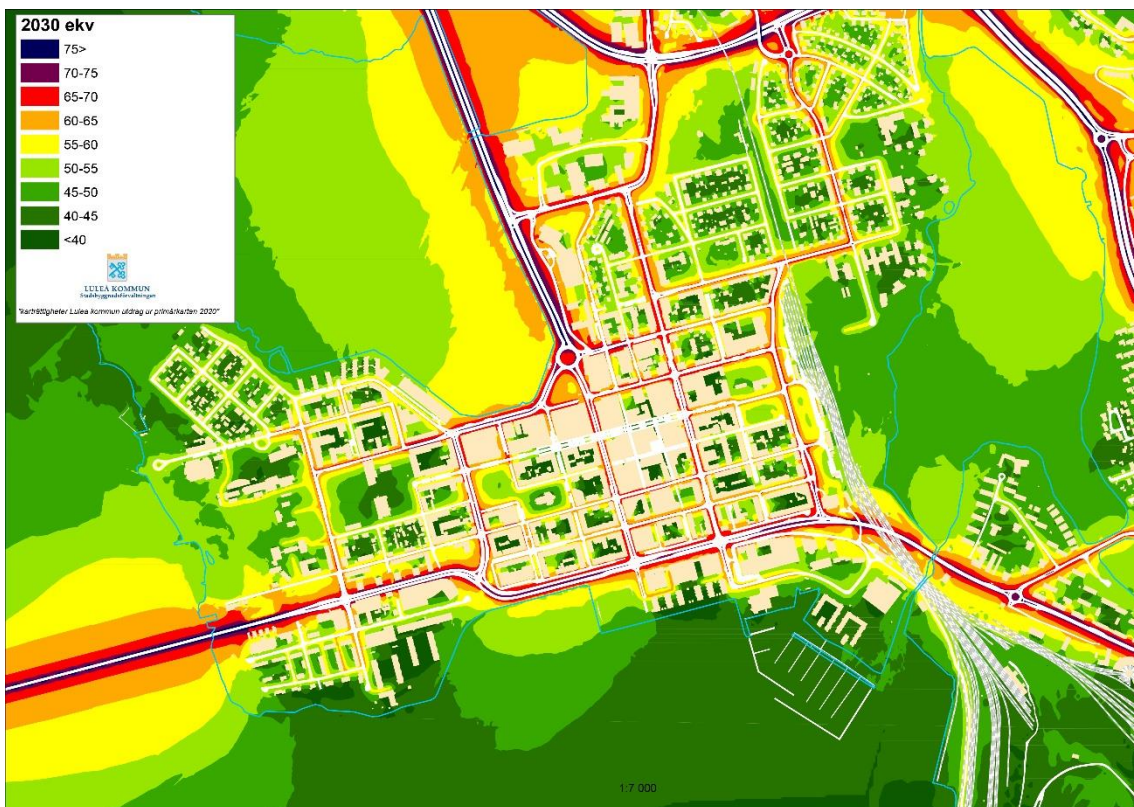 2030 ekv
75>
70-75
65-70
60-65
55-60
50-55
45-50
40-45
<40
LULEÅ KOMMUN
Stadsbyggnadsförvaltningen
"karträttigheter Lulea kommun utdrag ur primärkartan 2020"
1:7 000